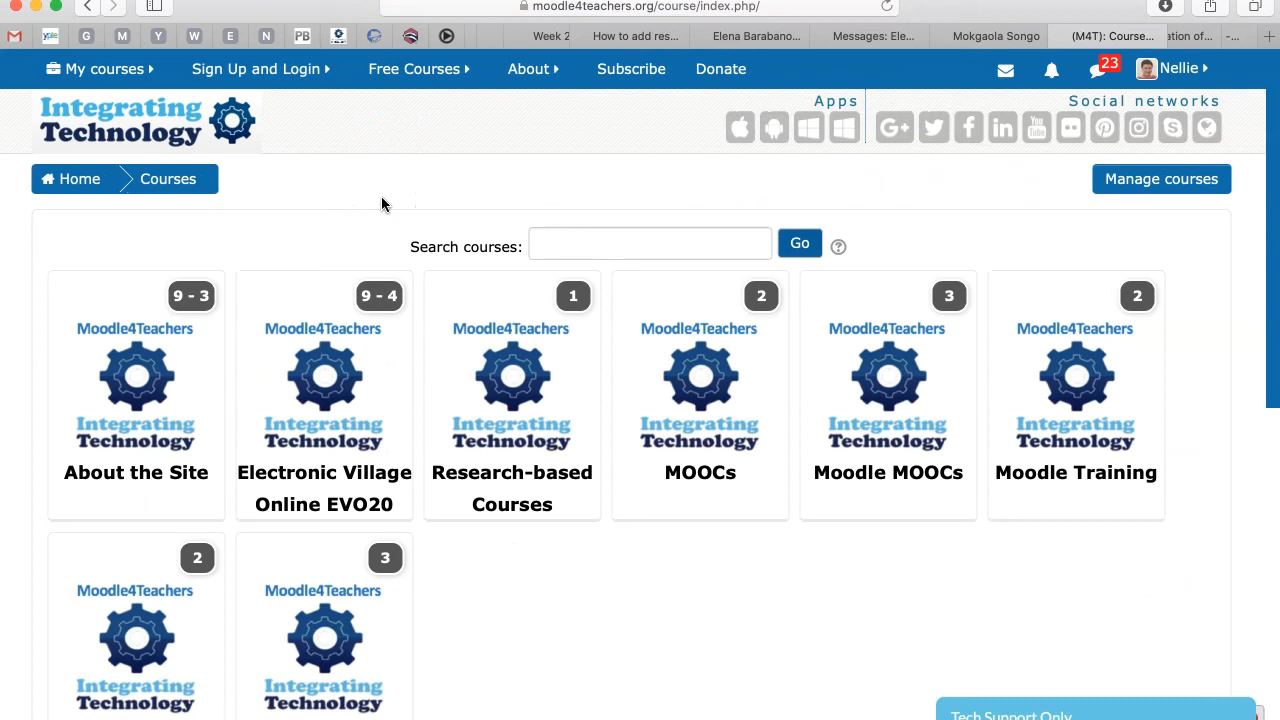 moodle4teachers.org/course/index.php/
yple G M Y W E N PB Week 2 How to add res... Elena Barabano... Messages: Ele... Mokgaola Songo (M4T): Course... ation of... -...
My courses Sign Up and Login Free Courses About Subscribe Donate 23 Nellie
Integrating
Technology
Apps Social networks
You
Tube
Home Courses Manage courses
Search courses: Go ?
9 - 3 9 - 4 1 2 3 2
Moodle4Teachers Moodle4Teachers Moodle4Teachers Moodle4Teachers Moodle4Teachers Moodle4Teachers
Integrating Integrating Integrating Integrating Integrating Integrating
Technology Technology Technology Technology Technology Technology
About the Site Electronic Village Research-based MOOCs Moodle MOOCs Moodle Training
Online EVO20 Courses
2 3
Moodle4Teachers Moodle4Teachers
Integrating Integrating
Technology Technology
Tech Support Only